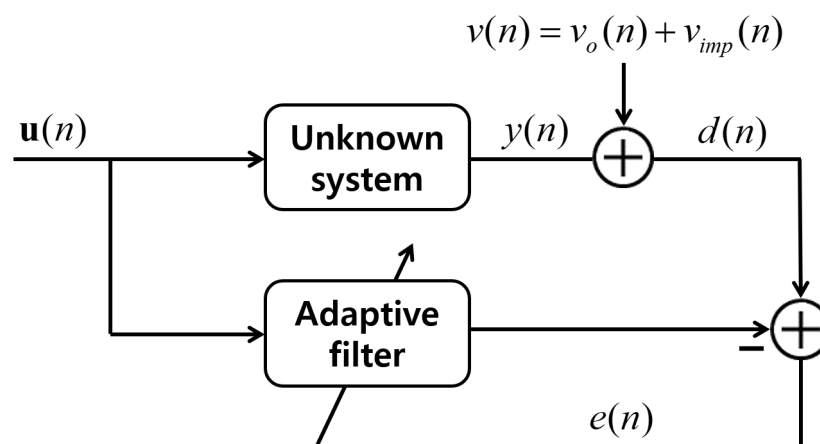 v(n) = v_o(n) + v_imp(n)
u(n)
Unknown
system
y(n)
d(n)
Adaptive
filter
e(n)